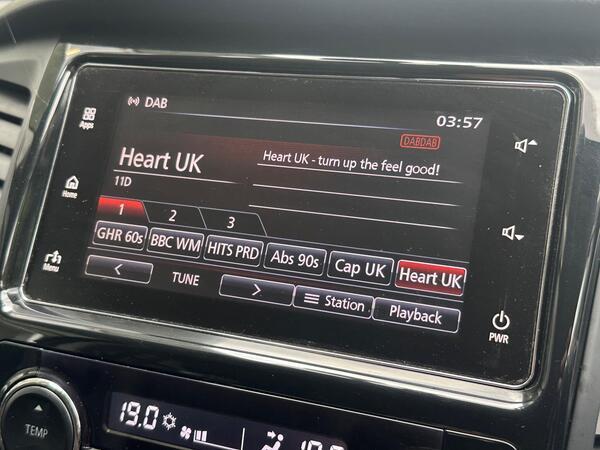 DAB
03:57
Apps
DABDAB
Heart UK
Heart UK - turn up the feel good!
11D
Home
1 2 3
GHR 60s BBC WM HITS PRD Abs 90s Cap UK Heart UK
Menu
< TUNE > Station Playback
PWR
TEMP
19.0